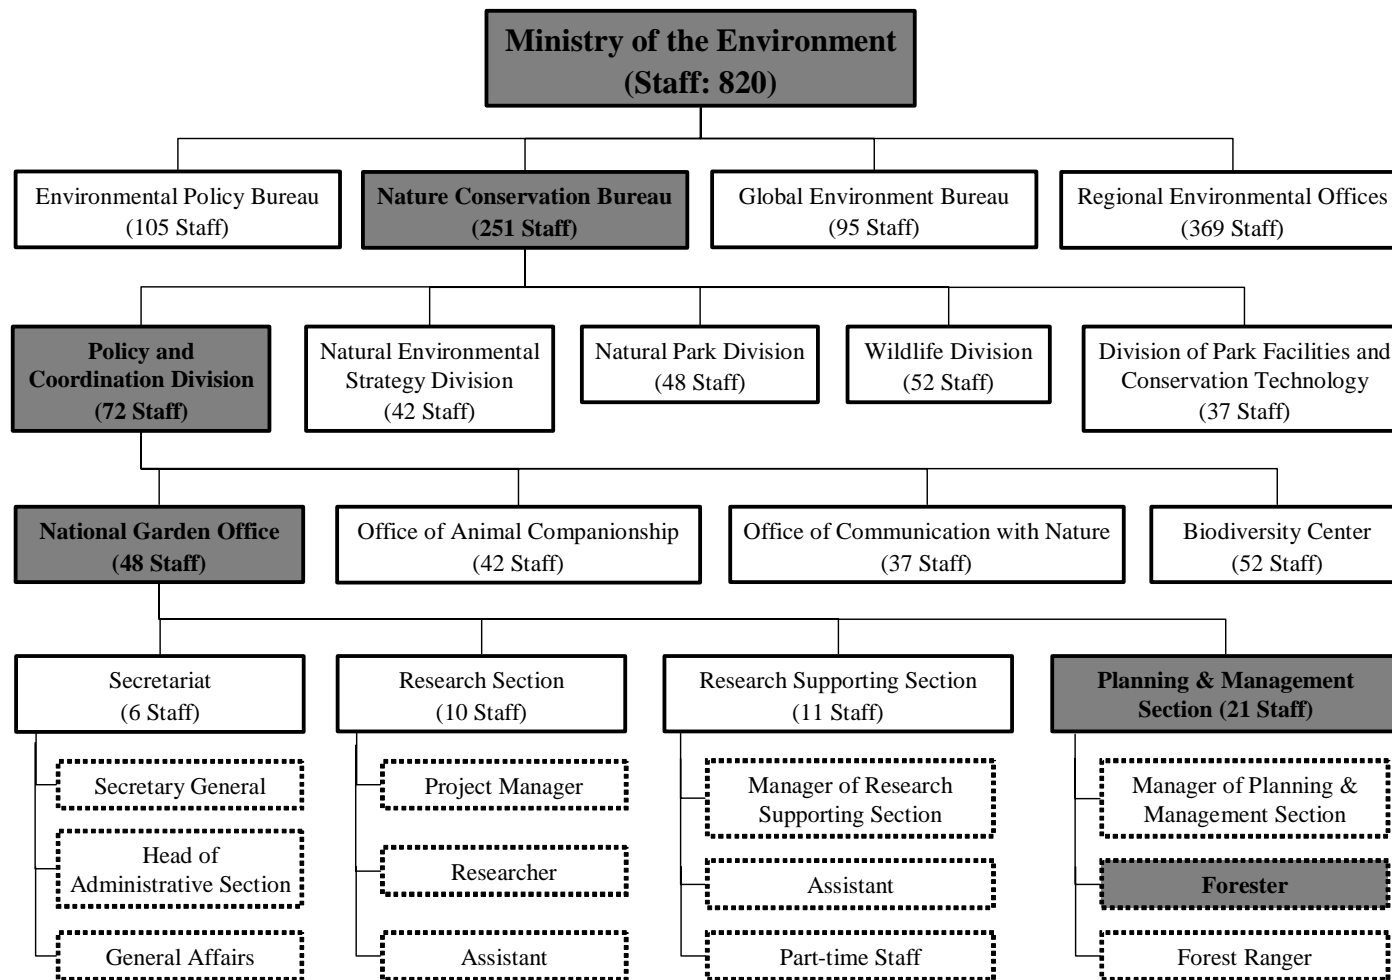 Ministry of the Environment
(Staff: 820)
Environmental Policy Bureau
(105 Staff)
Nature Conservation Bureau
(251 Staff)
Global Environment Bureau
(95 Staff)
Regional Environmental Offices
(369 Staff)
Policy and
Coordination Division
(72 Staff)
Natural Environmental
Strategy Division
(42 Staff)
Natural Park Division
(48 Staff)
Wildlife Division
(52 Staff)
Division of Park Facilities and
Conservation Technology
(37 Staff)
National Garden Office
(48 Staff)
Office of Animal Companionship
(42 Staff)
Office of Communication with Nature
(37 Staff)
Biodiversity Center
(52 Staff)
Secretariat
(6 Staff)
Research Section
(10 Staff)
Research Supporting Section
(11 Staff)
Planning & Management
Section (21 Staff)
Secretary General
Head of
Administrative Section
General Affairs
Project Manager
Researcher
Assistant
Manager of Research
Supporting Section
Assistant
Part-time Staff
Manager of Planning &
Management Section
Forester
Forest Ranger